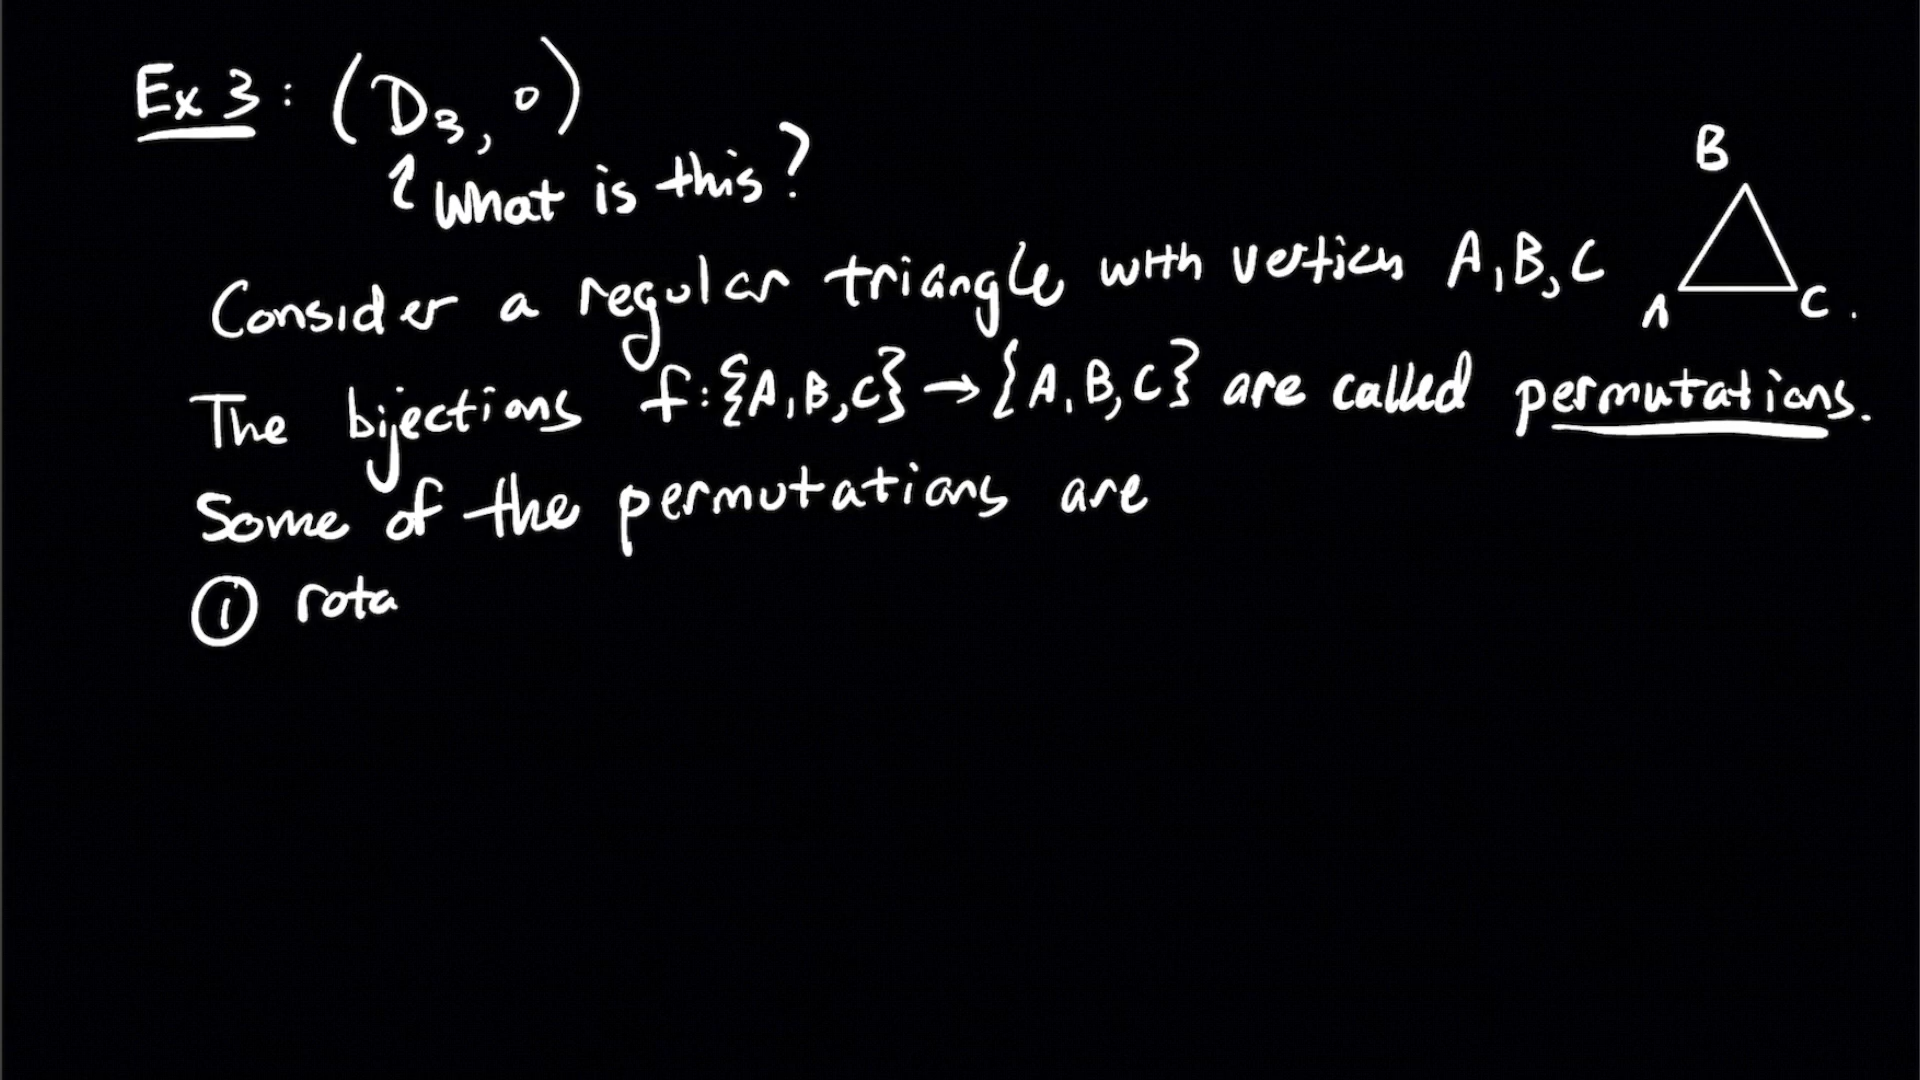 Ex 3: (D₃, ∘)
What is this?
Consider a regular triangle with vertices A, B, C
B
A
C.
The bijections f: {A, B, C} → {A, B, C} are called permutations.
Some of the permutations are
① rota